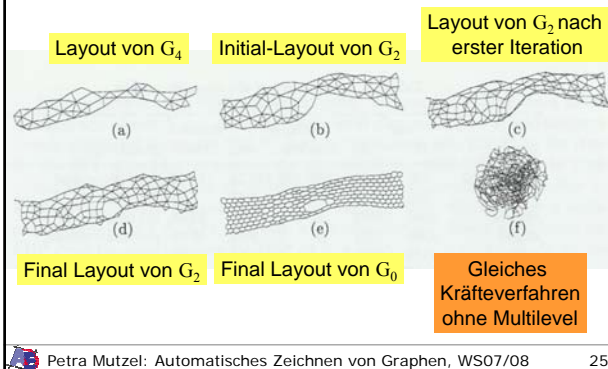 Layout von G4
Initial-Layout von G2
Layout von G2 nach
erster Iteration
(a)
(b)
(c)
(d)
(e)
(f)
Final Layout von G2
Final Layout von G0
Gleiches
Kräfteverfahren
ohne Multilevel
Petra Mutzel: Automatisches Zeichnen von Graphen, WS07/08 25